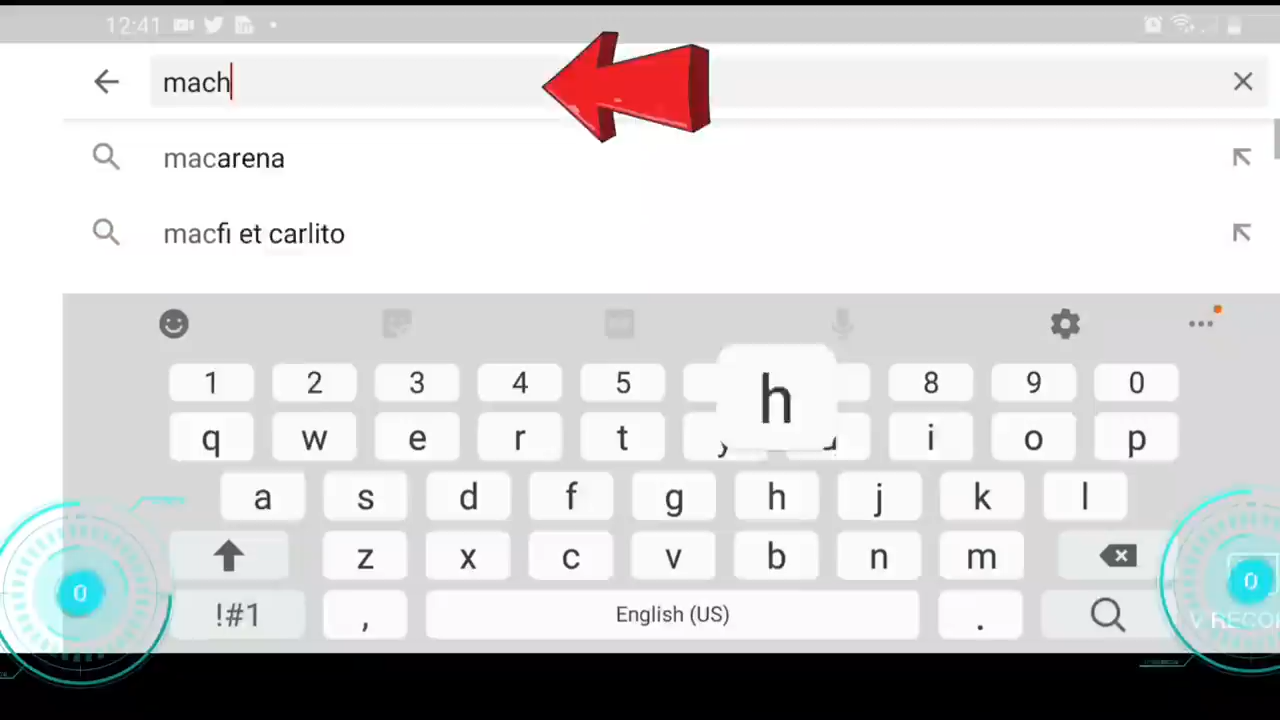 12:41
mach
macarena
macfi et carlito
1 2 3 4 5 8 9 0
h
q w e r t i o p
a s d f g h j k l
z x c v b n m
!#1 , English (US) .
0
0
V RECO